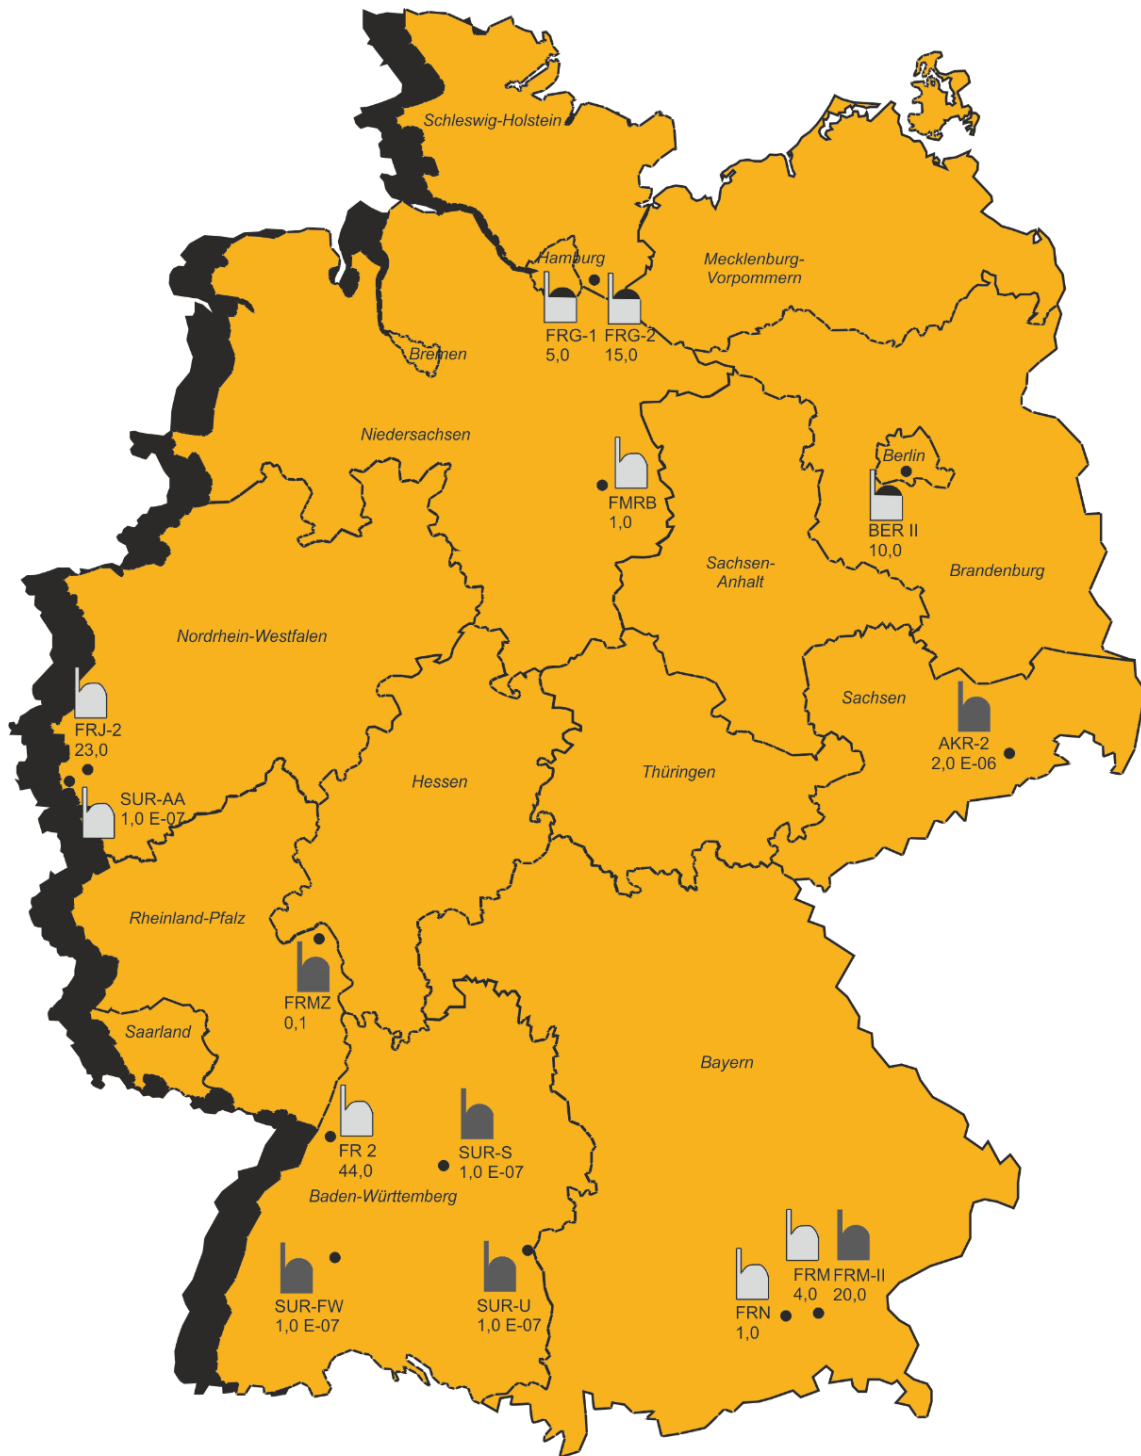 Schleswig-Holstein
Hamburg
Mecklenburg-
Vorpommern
FRG-1
5,0
FRG-2
15,0
Bremen
Niedersachsen
FMRB
1,0
Berlin
BER II
10,0
Sachsen-
Anhalt
Brandenburg
Nordrhein-Westfalen
FRJ-2
23,0
SUR-AA
1,0 E-07
Hessen
Thüringen
Sachsen
AKR-2
2,0 E-06
Rheinland-Pfalz
FRMZ
0,1
Saarland
Bayern
FR 2
44,0
SUR-S
1,0 E-07
Baden-Württemberg
SUR-FW
1,0 E-07
SUR-U
1,0 E-07
FRM
4,0
FRM-II
20,0
FRN
1,0